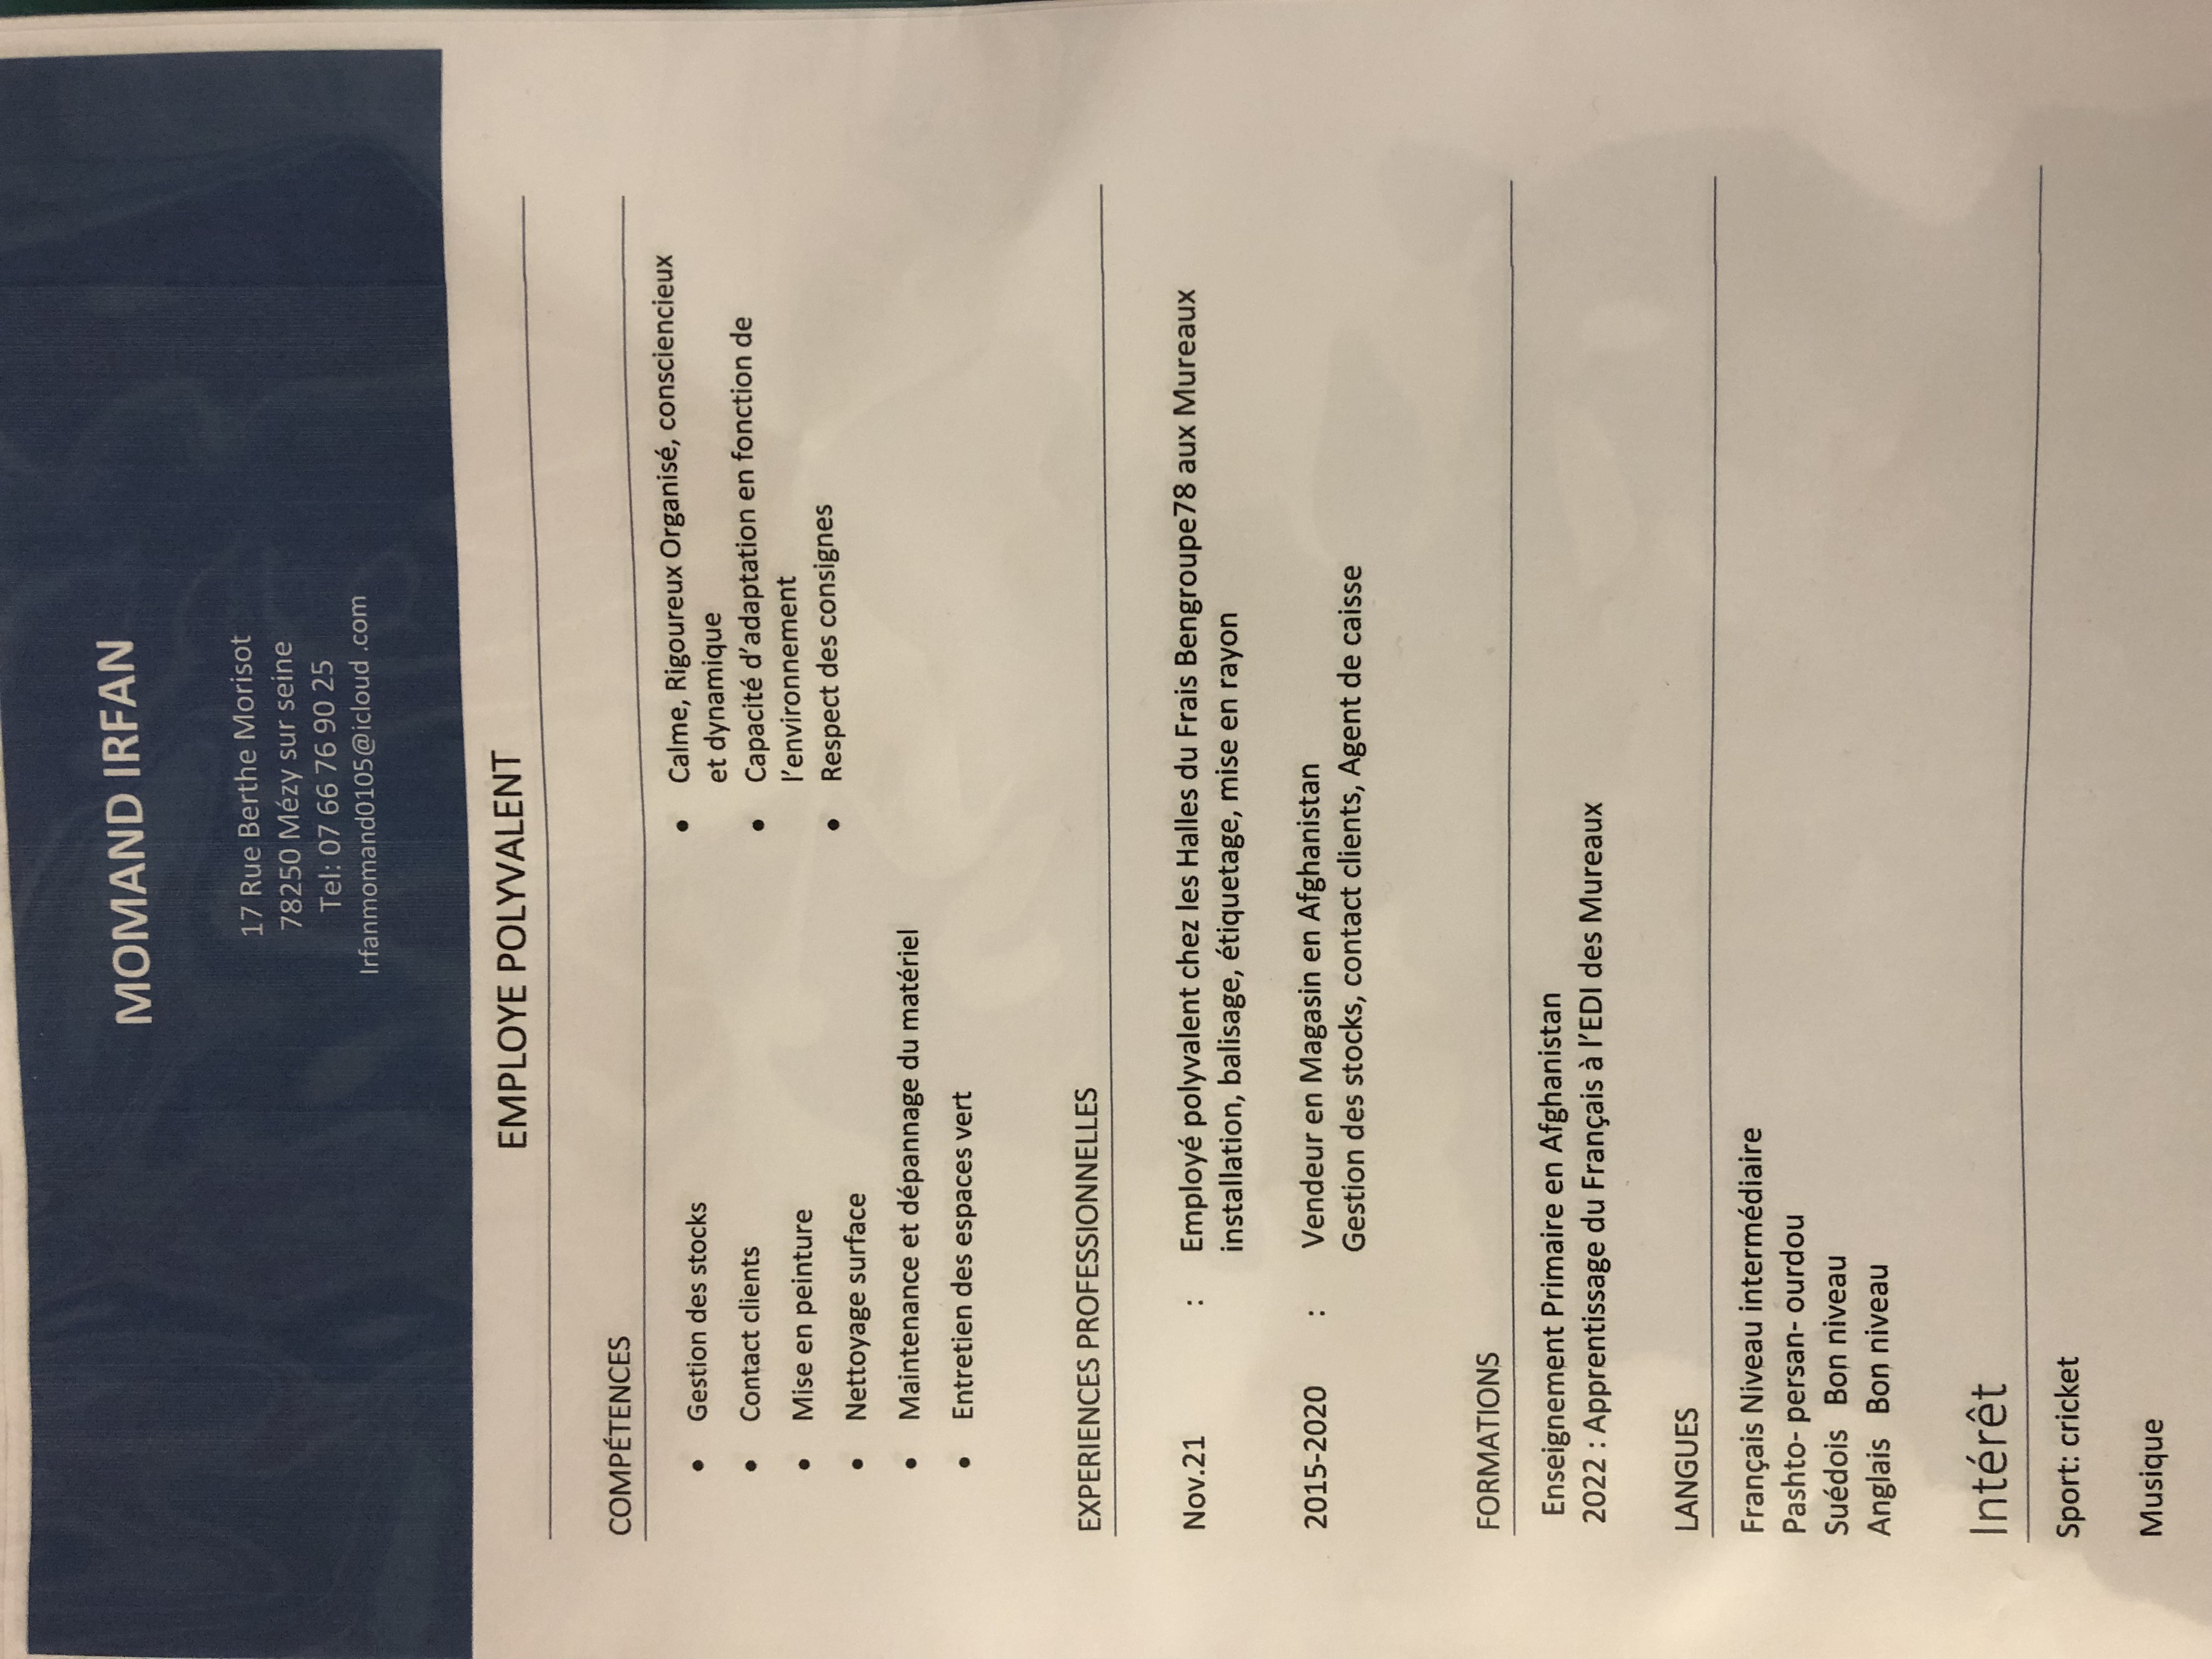 MOMAND IRFAN
17 Rue Berthe Morisot
78250 Mézy sur seine
Tel: 07 66 76 90 25
Irfanmomand0105@icloud .com
EMPLOYE POLYVALENT
COMPÉTENCES
• Gestion des stocks
• Contact clients
• Mise en peinture
• Nettoyage surface
• Maintenance et dépannage du matériel
• Entretien des espaces vert
• Calme, Rigoureux Organisé, consciencieux
et dynamique
• Capacité d’adaptation en fonction de
l’environnement
• Respect des consignes
EXPERIENCES PROFESSIONNELLES
Nov.21 : Employé polyvalent chez les Halles du Frais Bengroupe78 aux Mureaux
installation, balisage, étiquetage, mise en rayon
2015-2020 : Vendeur en Magasin en Afghanistan
Gestion des stocks, contact clients, Agent de caisse
FORMATIONS
Enseignement Primaire en Afghanistan
2022 : Apprentissage du Français à l’EDI des Mureaux
LANGUES
Français Niveau intermédiaire
Pashto- persan- ourdou
Suédois Bon niveau
Anglais Bon niveau
Intérêt
Sport: cricket
Musique